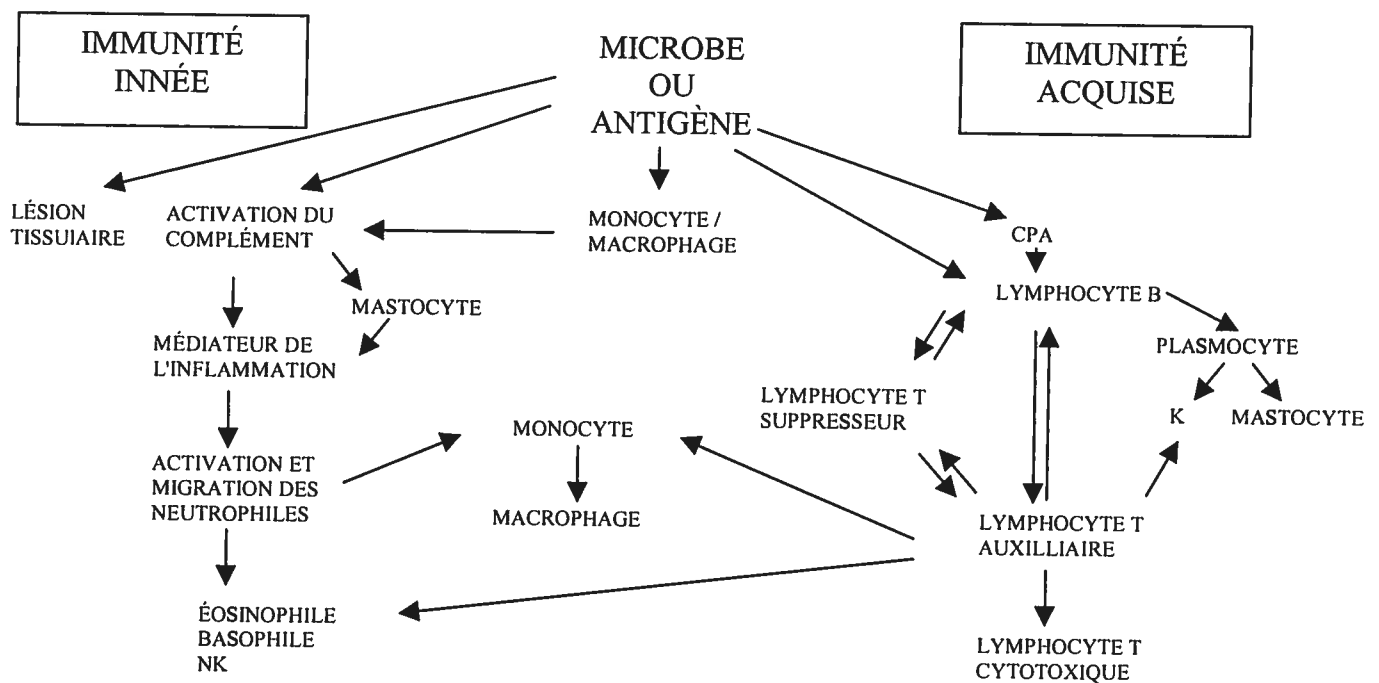 IMMUNITÉ
INNÉE
MICROBE
OU
ANTIGÈNE
IMMUNITÉ
ACQUISE
LÉSION
TISSUIAIRE
ACTIVATION DU
COMPLÉMENT
MONOCYTE /
MACROPHAGE
CPA
MASTOCYTE
LYMPHOCYTE B
MÉDIATEUR DE
L'INFLAMMATION
PLASMOCYTE
LYMPHOCYTE T
SUPPRESSEUR
K
MASTOCYTE
MONOCYTE
ACTIVATION ET
MIGRATION DES
NEUTROPHILES
MACROPHAGE
LYMPHOCYTE T
AUXILLIAIRE
ÉOSINOPHILE
BASOPHILE
NK
LYMPHOCYTE T
CYTOTOXIQUE